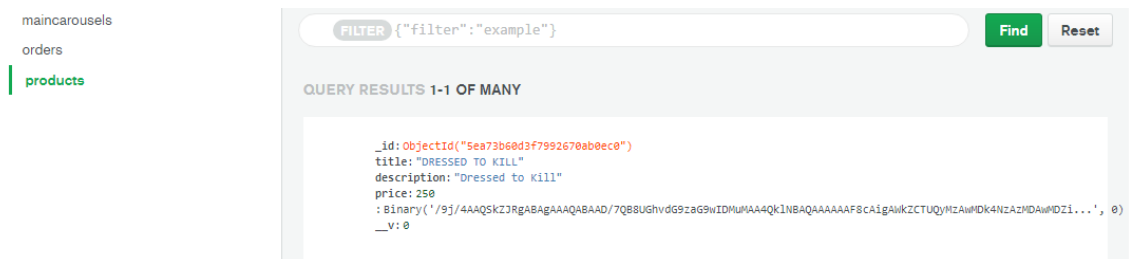 maincarousels
orders
products
FILTER {"filter":"example"}
Find
Reset
QUERY RESULTS 1-1 OF MANY
_id:ObjectId("5ea73b60d3f7992670ab0ec0")
title:"DRESSED TO KILL"
description:"Dressed to Kill"
price:250
:Binary('/9j/4AAQSkZJRgABAgAAAQABAAD/7QB8UGhvdG9zaG9wIDMuMAA4QklNBAQAAAAAAF8cAigAWkZCTUQyMzAwMDk4NzAzMDAwMDZi...', 0)
__v:0